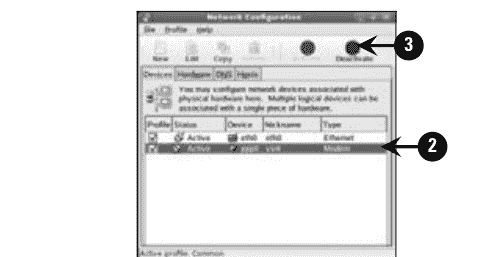 Network Configuration
File Profile Help
New Edit Copy Deactivate
3
Devices Hardware DNS Hosts
You may configure network devices associated with
physical hardware here. Multiple logical devices can be
associated with a single piece of hardware.
Profile Status Device Nickname Type
Active eth0 eth0 Ethernet
Active ppp0 Modem
2
Active profile: Common